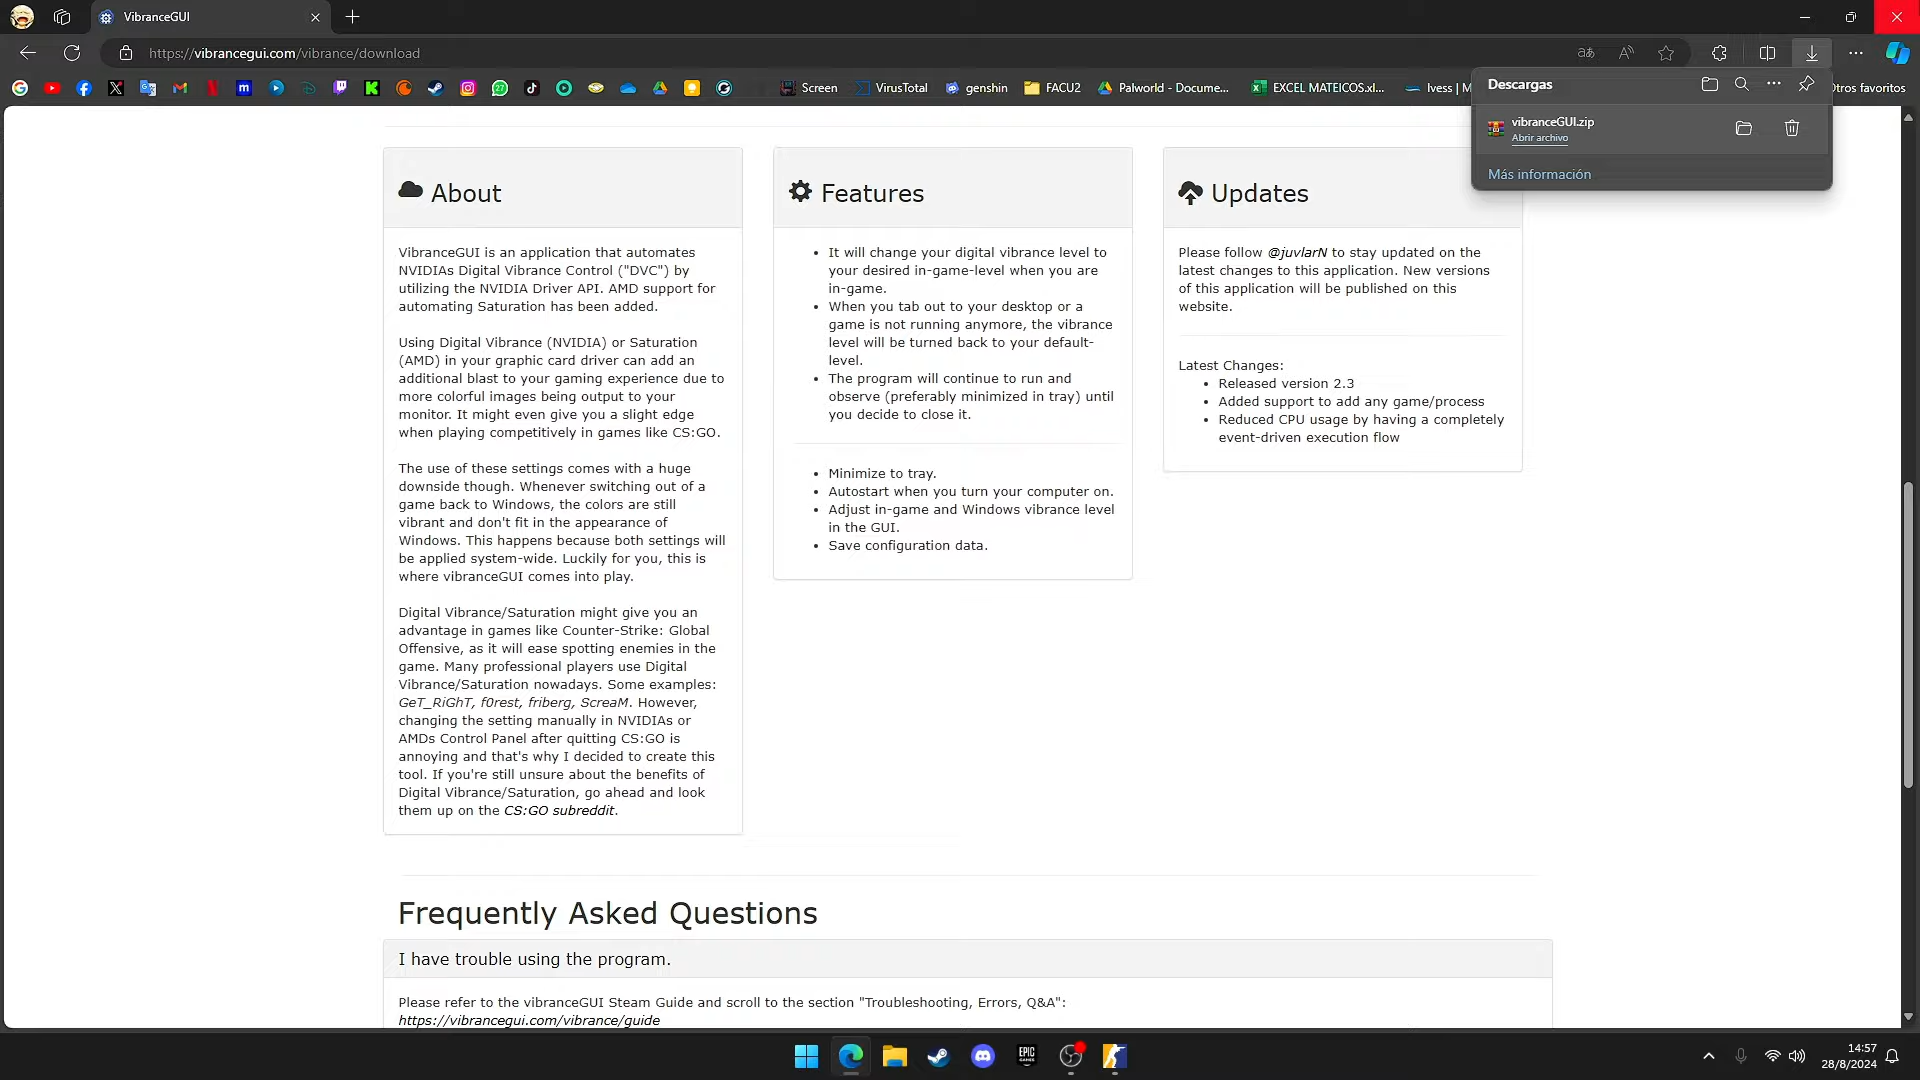 VibranceGUI
https://vibrancegui.com/vibrance/download
Screen
VirusTotal
genshin
FACU2
Palworld - Docume...
EXCEL MATEICOS.xl...
Ivess | M
Otros favoritos
Descargas
vibranceGUI.zip
Abrir archivo
Más información
About
VibranceGUI is an application that automates
NVIDIAs Digital Vibrance Control ("DVC") by
utilizing the NVIDIA Driver API. AMD support for
automating Saturation has been added.
Using Digital Vibrance (NVIDIA) or Saturation
(AMD) in your graphic card driver can add an
additional blast to your gaming experience due to
more colorful images being output to your
monitor. It might even give you a slight edge
when playing competitively in games like CS:GO.
The use of these settings comes with a huge
downside though. Whenever switching out of a
game back to Windows, the colors are still
vibrant and don't fit in the appearance of
Windows. This happens because both settings will
be applied system-wide. Luckily for you, this is
where vibranceGUI comes into play.
Digital Vibrance/Saturation might give you an
advantage in games like Counter-Strike: Global
Offensive, as it will ease spotting enemies in the
game. Many professional players use Digital
Vibrance/Saturation nowadays. Some examples:
GeT_RiGhT, f0rest, friberg, ScreaM. However,
changing the setting manually in NVIDIAs or
AMDs Control Panel after quitting CS:GO is
annoying and that's why I decided to create this
tool. If you're still unsure about the benefits of
Digital Vibrance/Saturation, go ahead and look
them up on the CS:GO subreddit.
Features
• It will change your digital vibrance level to
your desired in-game-level when you are
in-game.
• When you tab out to your desktop or a
game is not running anymore, the vibrance
level will be turned back to your default-
level.
• The program will continue to run and
observe (preferably minimized in tray) until
you decide to close it.
• Minimize to tray.
• Autostart when you turn your computer on.
• Adjust in-game and Windows vibrance level
in the GUI.
• Save configuration data.
Updates
Please follow @juvlarN to stay updated on the
latest changes to this application. New versions
of this application will be published on this
website.
Latest Changes:
• Released version 2.3
• Added support to add any game/process
• Reduced CPU usage by having a completely
event-driven execution flow
Frequently Asked Questions
I have trouble using the program.
Please refer to the vibranceGUI Steam Guide and scroll to the section "Troubleshooting, Errors, Q&A":
https://vibrancegui.com/vibrance/guide
EPIC
GAMES
14:57
28/8/2024